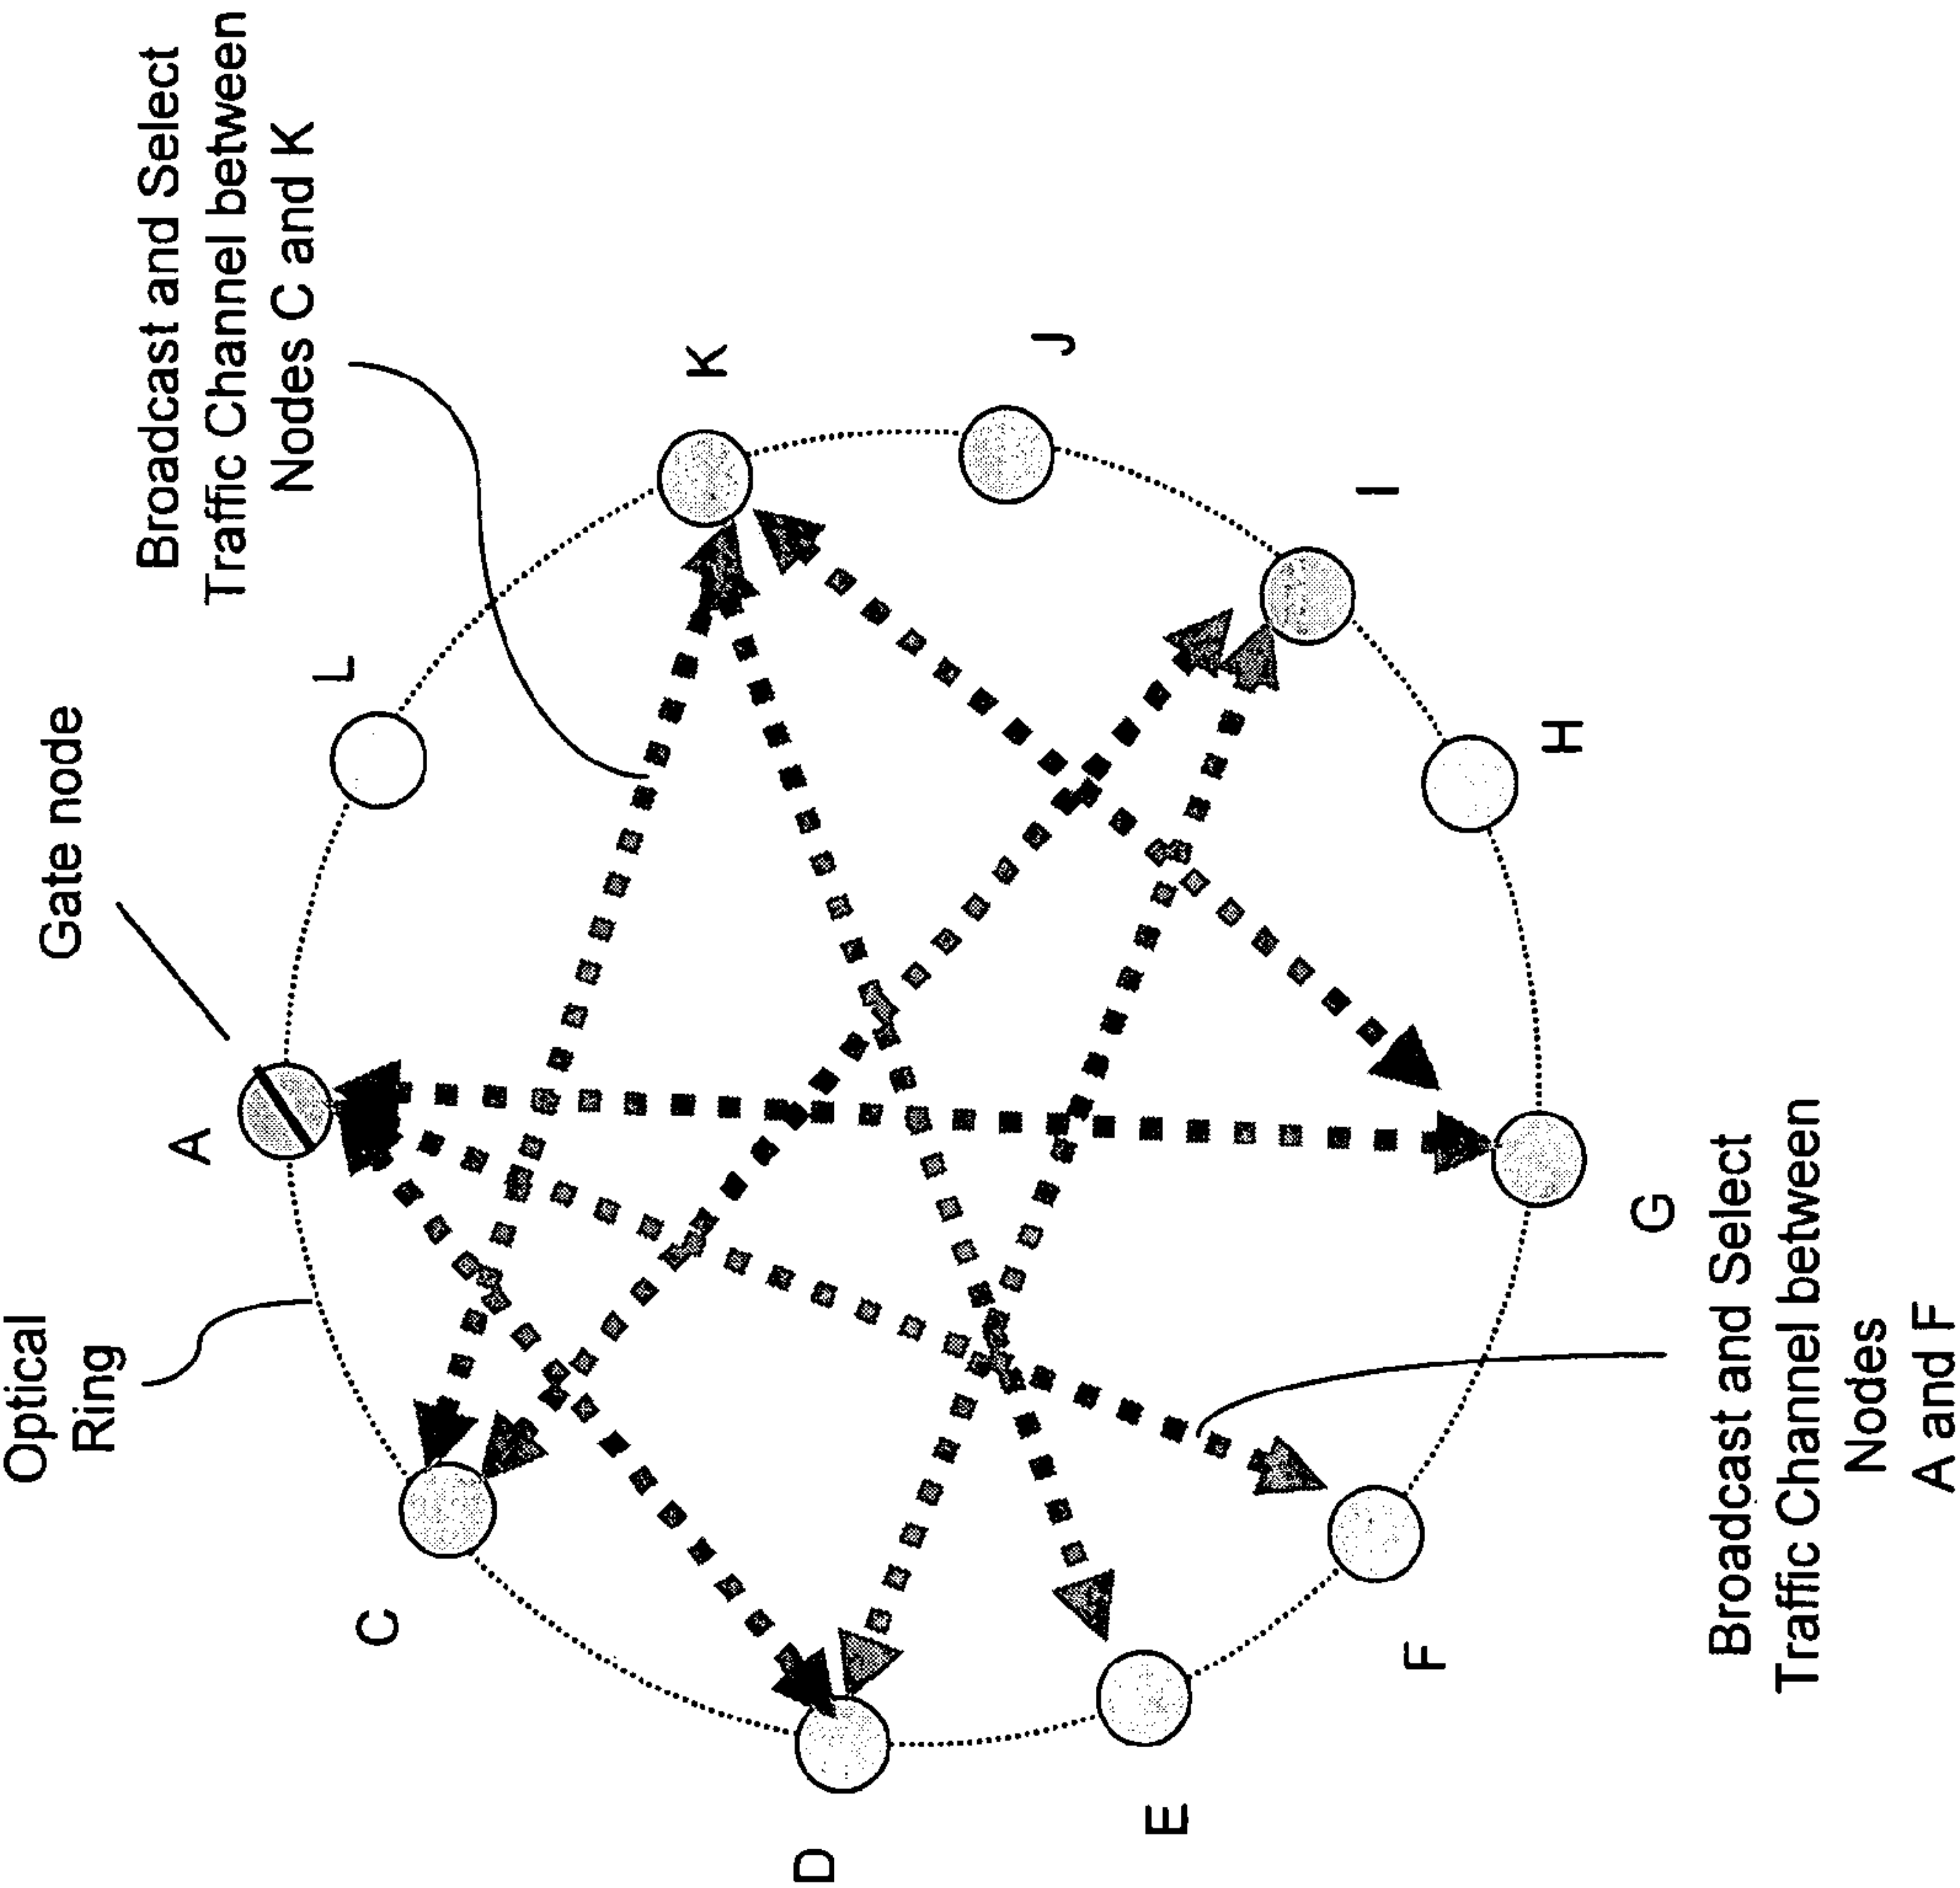 Broadcast and Select
Traffic Channel between
Nodes C and K
Gate node
Optical
Ring
A
L
K
J
I
H
G
F
E
D
C
Broadcast and Select
Traffic Channel between
Nodes
A and F